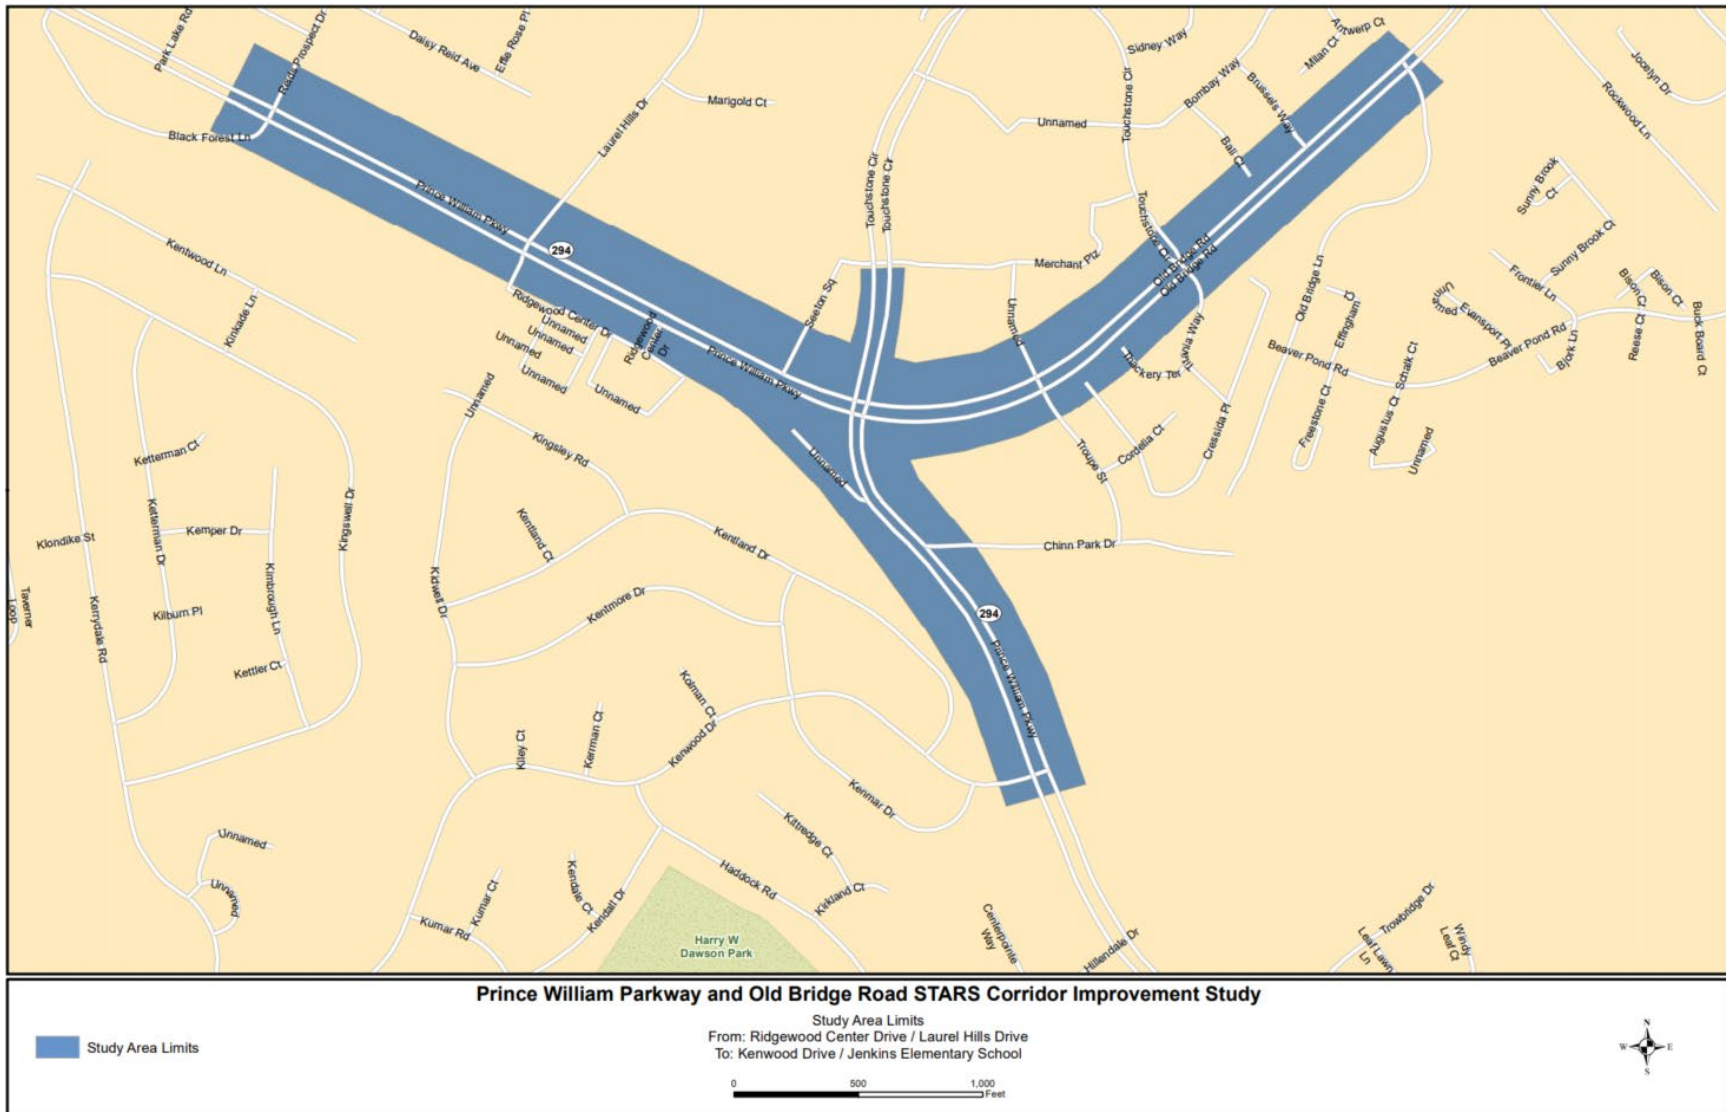 Park Lake Rd
Reads Prospect Dr
Daisy Reid Ave
Effie Rose Pl
Laurel Hills Dr
Marigold Ct
Black Forest Ln
Sidney Way
Antwerp Ct
Milan Ct
Bombay Way
Brussels Way
Touchstone Cir
Unnamed
Bali Ct
Jocelyn Dr
Rockwood Ln
Prince William Pkwy
294
Kentwood Ln
Kinkade Ln
Touchstone Cir
Touchstone Cir
Touchstone Cir
Merchant Plz
Old Bridge Rd
Old Bridge Rd
Old Bridge Ln
Sunny Brook
Ct
Sunny Brook Ct
Frontier Ln
Bison Ct
Bison Ct
Buck Board Ct
Reese Ct
Seeton Sq
Unnamed
Ridgewood Center Dr
Unnamed
Unnamed
Unnamed
Unnamed
Unnamed
Ridgewood
Center
Dr
Prince William Pkwy
Titania Way
Thackery Ter
Effingham Ct
Beaver Pond Rd
Beaver Pond Rd
Unna
med
Evansport Pl
Bjork Ln
Schalk Ct
Augustus Ct
Freestone Ct
Unnamed
Cressida Pl
Cordelia Ct
Troupe St
Unnamed
Kingsley Rd
Unnamed
Ketterman Ct
Ketterman Dr
Kemper Dr
Kingswell Dr
Klondike St
Kentland Ct
Kentland Dr
Chinn Park Dr
Taverner
Loop
Kerrydale Rd
Kilburn Pl
Kimbrough Ln
Kettler Ct
Kidwell Dr
Kentmore Dr
294
Prince William Pkwy
Kolman Ct
Kenwood Dr
Kerrman Ct
Kiley Ct
Kenmar Dr
Kittredge Ct
Kirkland Ct
Haddock Rd
Unnamed
Unnamed
Kumar Rd
Kumar Ct
Kendale Ct
Kendall Dr
Harry W
Dawson Park
Centerpointe
Way
Hillendale Dr
Trowbridge Dr
Leaf Lawn
Ln
Windy
Leaf Ct
Prince William Parkway and Old Bridge Road STARS Corridor Improvement Study
Study Area Limits
From: Ridgewood Center Drive / Laurel Hills Drive
To: Kenwood Drive / Jenkins Elementary School
Study Area Limits
0 500 1,000
Feet
N
W E
S